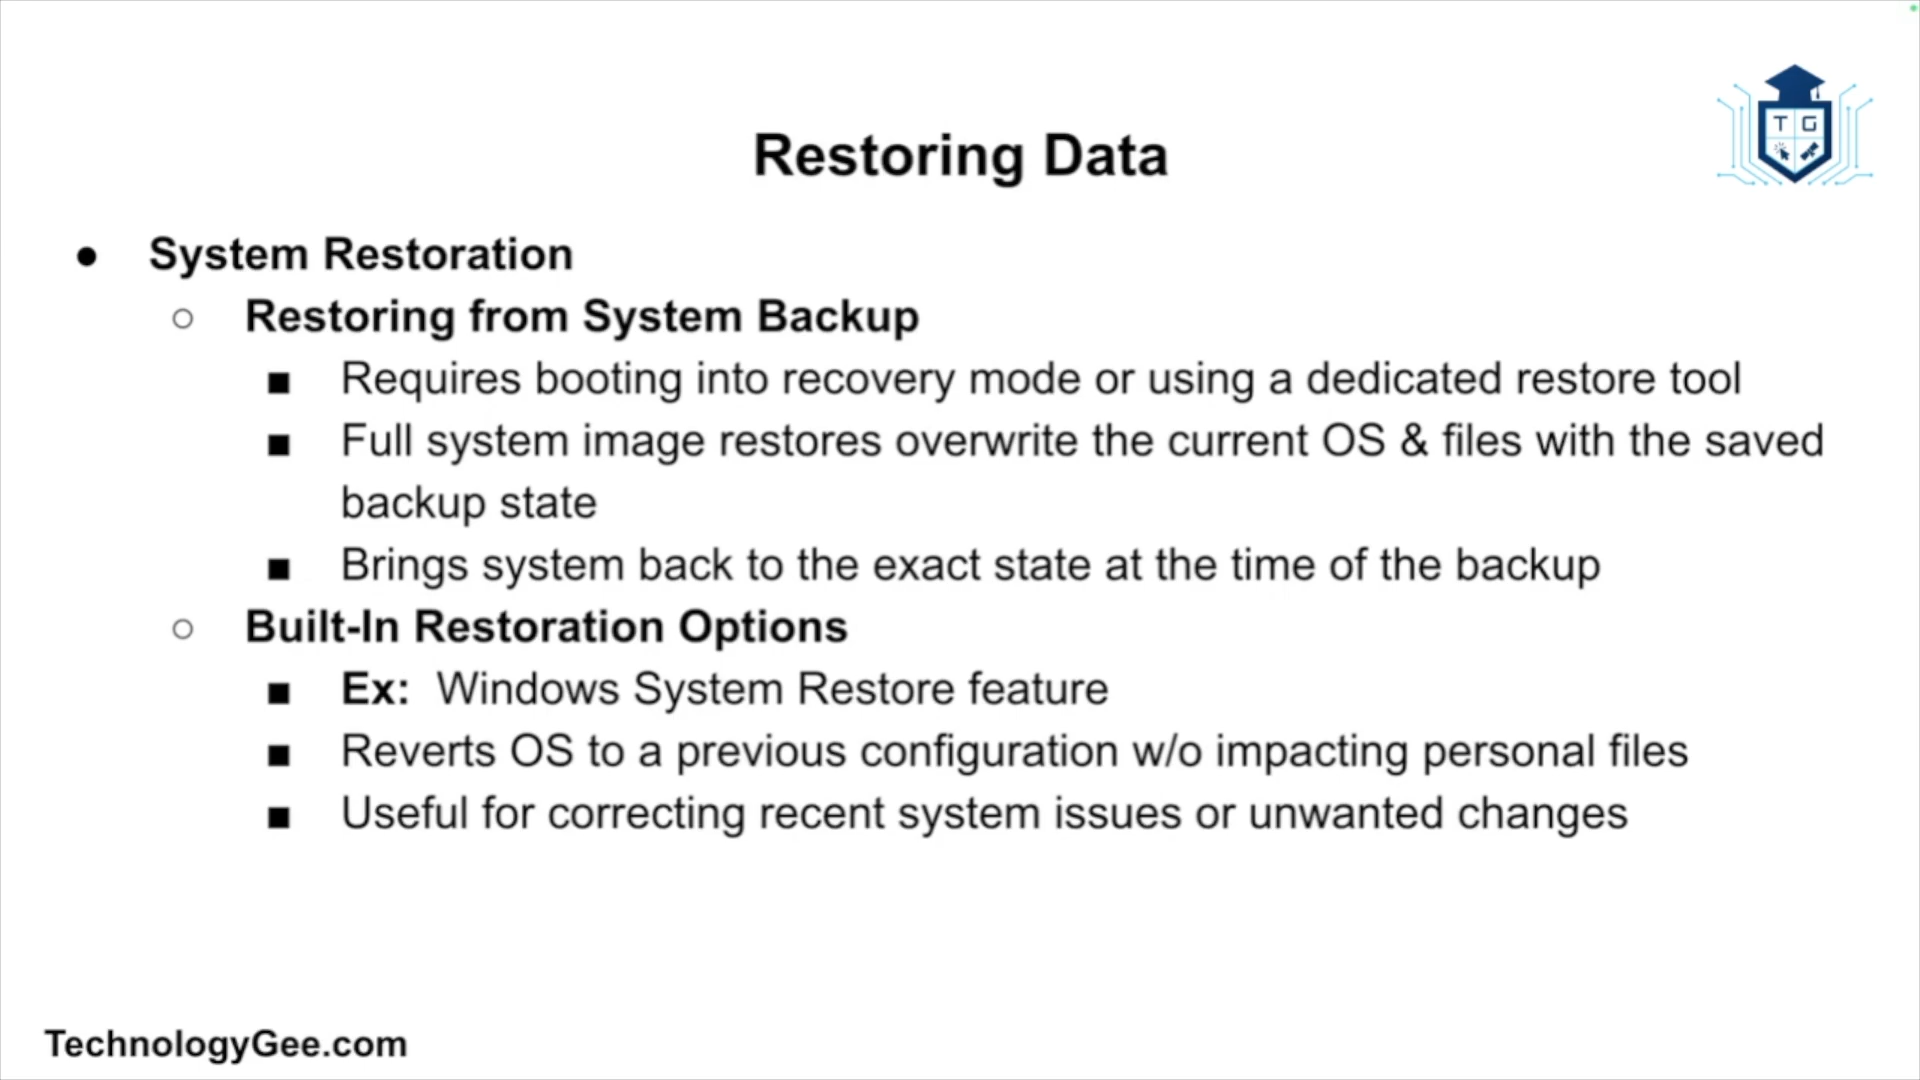 T G
Restoring Data
● System Restoration
○ Restoring from System Backup
■ Requires booting into recovery mode or using a dedicated restore tool
■ Full system image restores overwrite the current OS & files with the saved
backup state
■ Brings system back to the exact state at the time of the backup
○ Built-In Restoration Options
■ Ex: Windows System Restore feature
■ Reverts OS to a previous configuration w/o impacting personal files
■ Useful for correcting recent system issues or unwanted changes
TechnologyGee.com